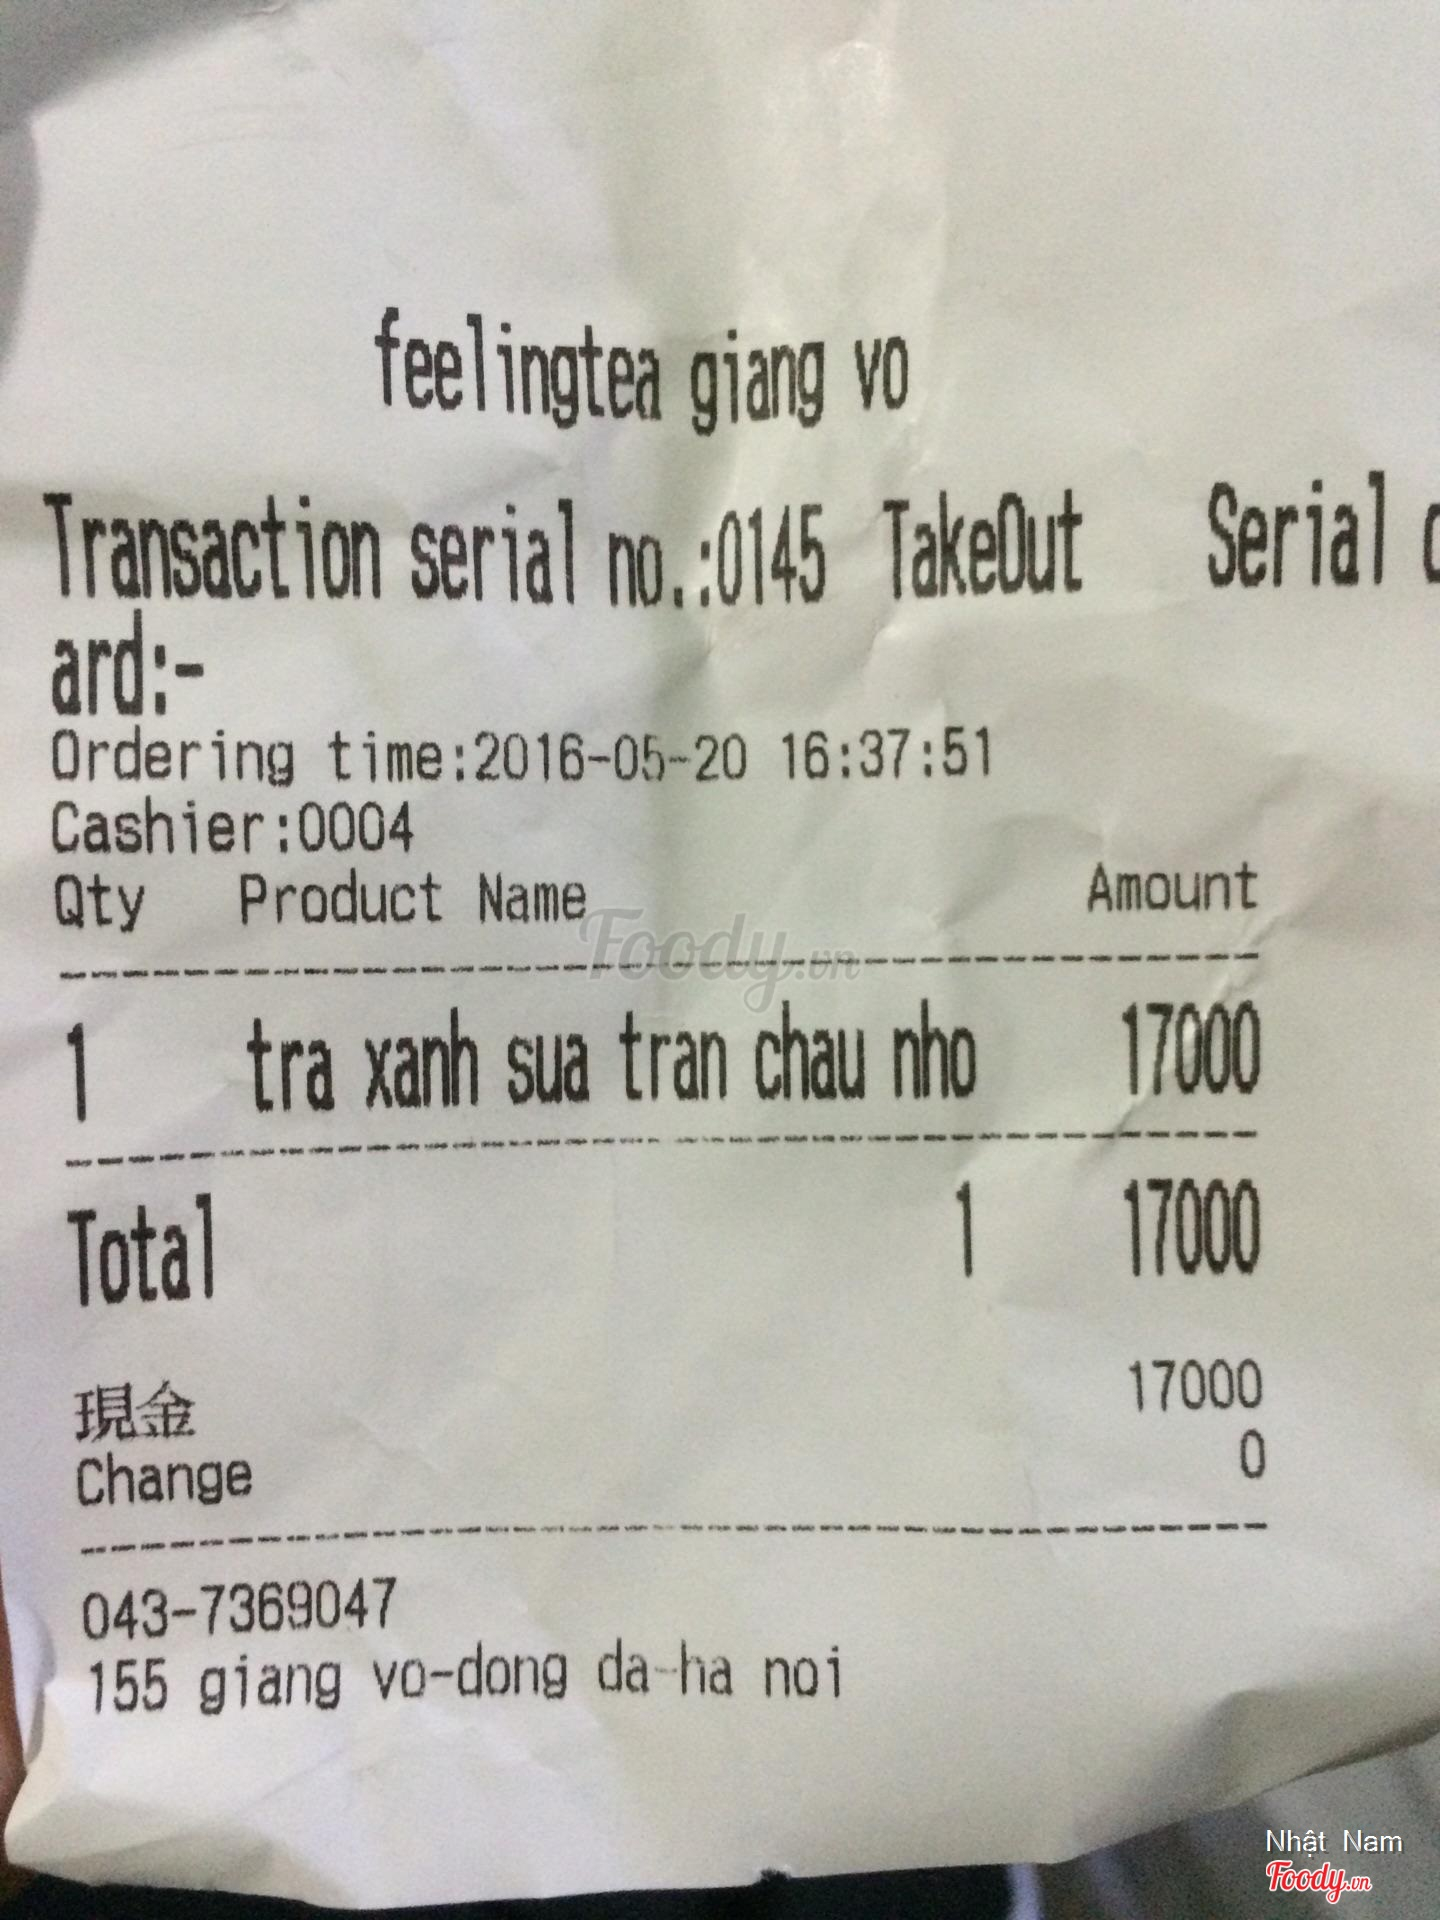 feelingtea giang vo
Transaction serial no.:0145 TakeOut Serial c
ard:-
Ordering time:2016-05-20 16:37:51
Cashier:0004
Qty Product Name Amount
Foody.vn
1 tra xanh sua tran chau nho 17000
Total 1 17000
現金 17000
Change 0
043-7369047
155 giang vo-dong da-ha noi
Nhật Nam
Foody.vn